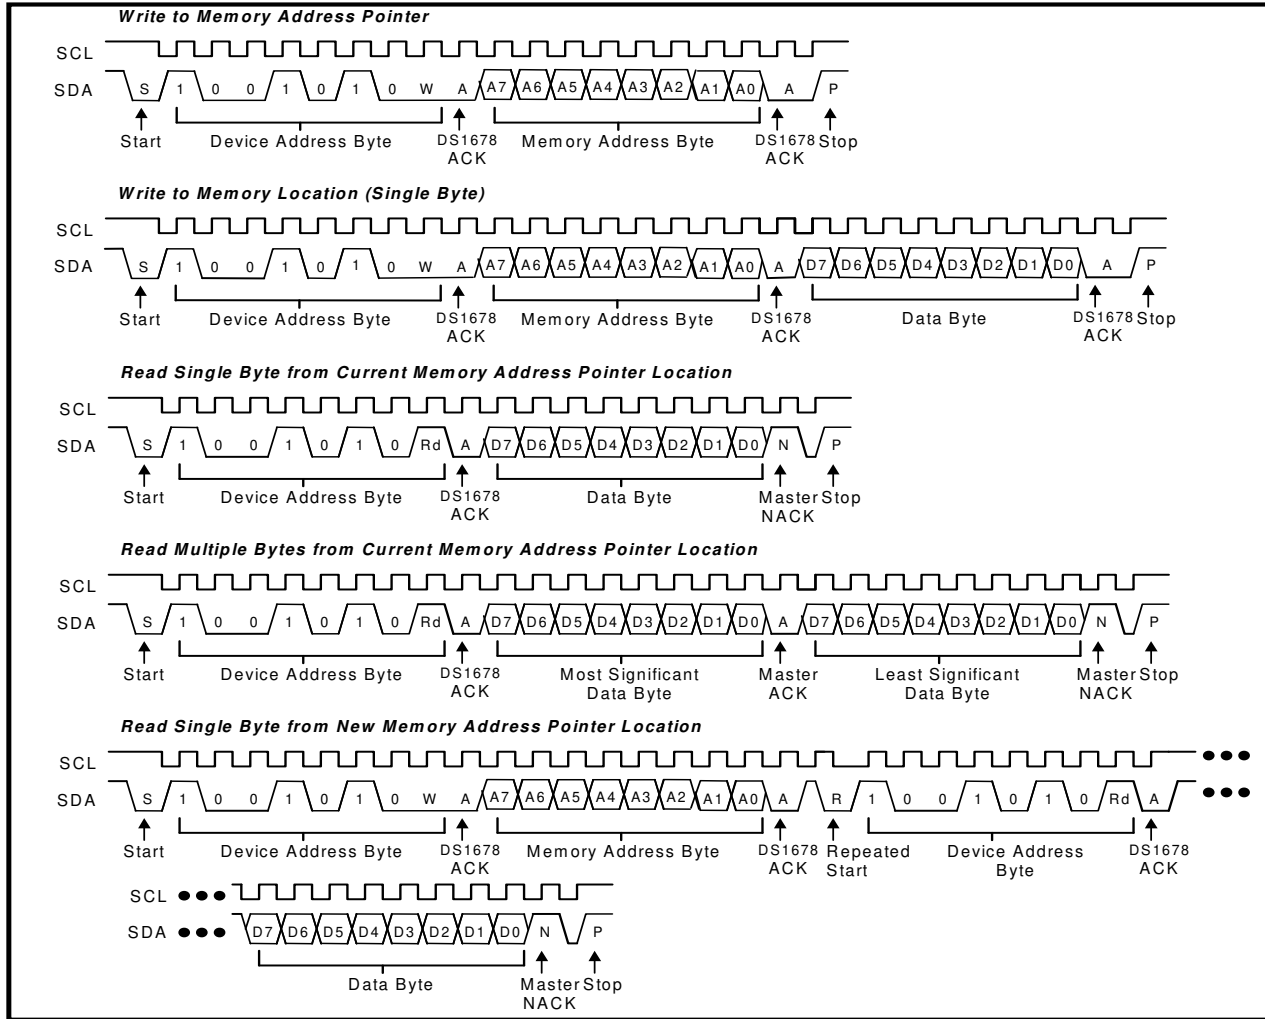 Write to Memory Address Pointer
SCL
SDA S 1 0 0 1 0 1 0 W A A7 A6 A5 A4 A3 A2 A1 A0 A P
Start Device Address Byte DS1678 Memory Address Byte DS1678 Stop
ACK ACK
Write to Memory Location (Single Byte)
SCL
SDA S 1 0 0 1 0 1 0 W A A7 A6 A5 A4 A3 A2 A1 A0 A D7 D6 D5 D4 D3 D2 D1 D0 A P
Start Device Address Byte DS1678 Memory Address Byte DS1678 Data Byte DS1678 Stop
ACK ACK ACK
Read Single Byte from Current Memory Address Pointer Location
SCL
SDA S 1 0 0 1 0 1 0 Rd A D7 D6 D5 D4 D3 D2 D1 D0 N P
Start Device Address Byte DS1678 Data Byte Master Stop
ACK NACK
Read Multiple Bytes from Current Memory Address Pointer Location
SCL
SDA S 1 0 0 1 0 1 0 Rd A D7 D6 D5 D4 D3 D2 D1 D0 A D7 D6 D5 D4 D3 D2 D1 D0 N P
Start Device Address Byte DS1678 Most Significant Master Least Significant Master Stop
ACK Data Byte ACK Data Byte NACK
Read Single Byte from New Memory Address Pointer Location
SCL
SDA S 1 0 0 1 0 1 0 W A A7 A6 A5 A4 A3 A2 A1 A0 A R 1 0 0 1 0 1 0 Rd A
Start Device Address Byte DS1678 Memory Address Byte DS1678 Repeated Device Address DS1678
ACK ACK Start Byte ACK
SCL
SDA D7 D6 D5 D4 D3 D2 D1 D0 N P
Data Byte Master Stop
NACK